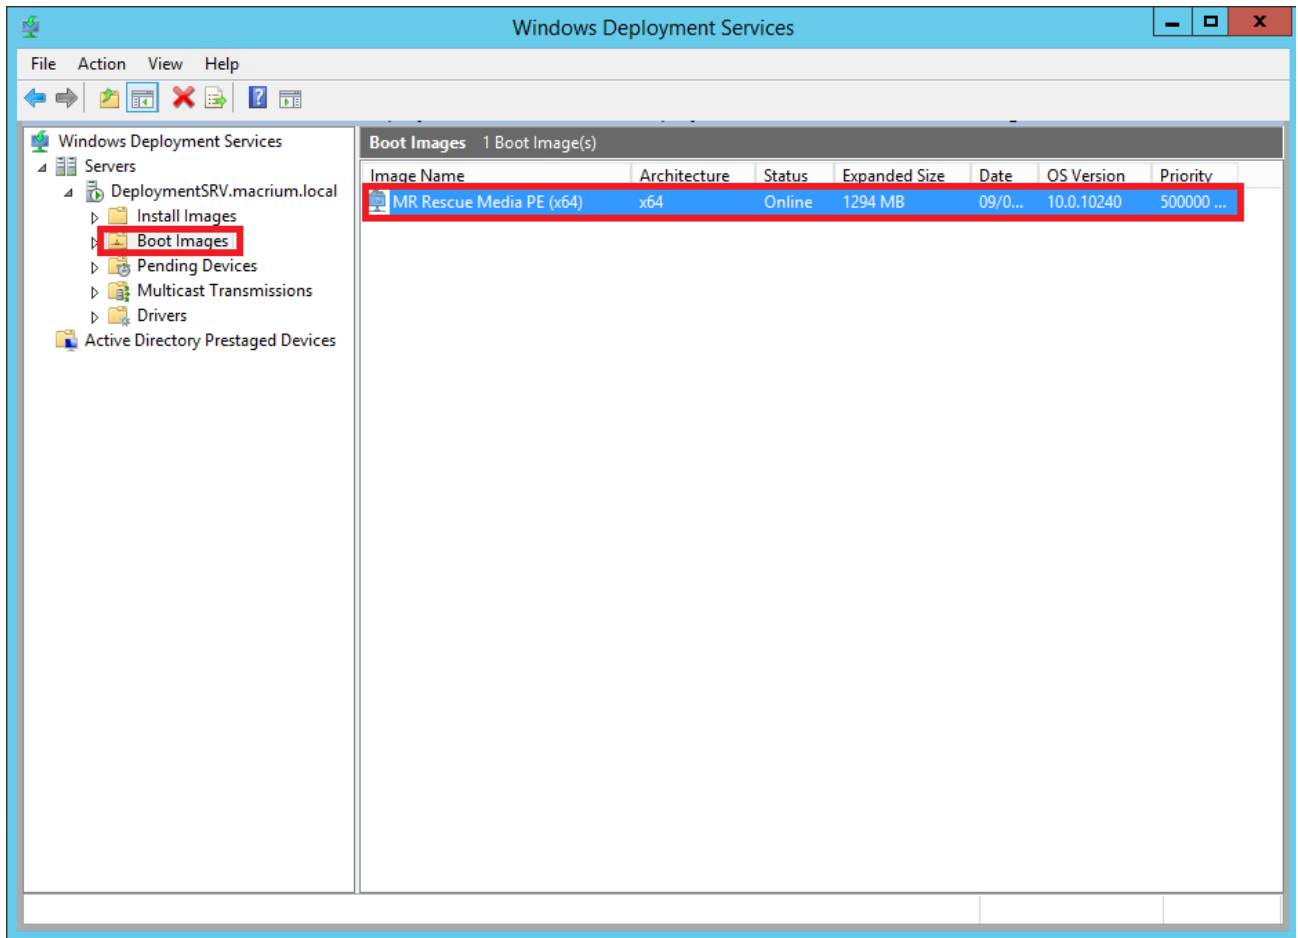 Windows Deployment Services
File Action View Help
Windows Deployment Services
Servers
DeploymentSRV.macrium.local
Install Images
Boot Images
Pending Devices
Multicast Transmissions
Drivers
Active Directory Prestaged Devices
Boot Images 1 Boot Image(s)
Image Name Architecture Status Expanded Size Date OS Version Priority
MR Rescue Media PE (x64) x64 Online 1294 MB 09/0... 10.0.10240 500000 ...